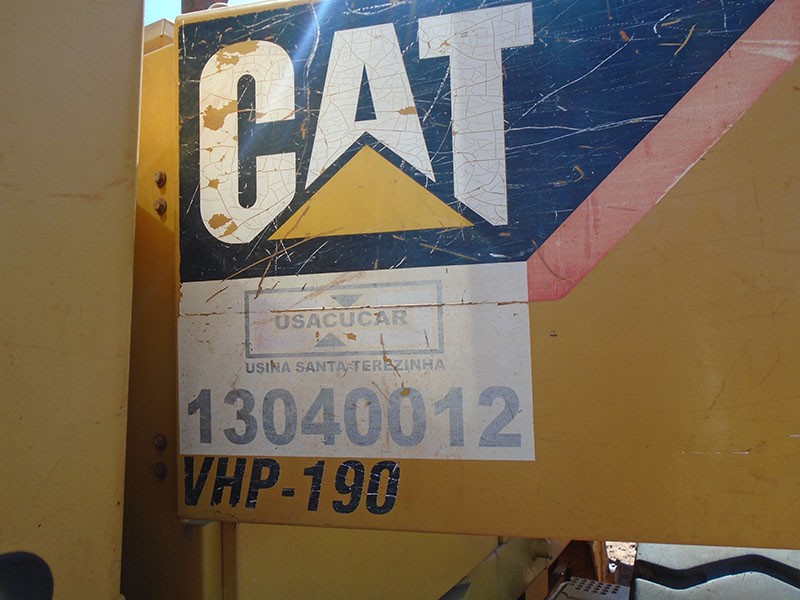 CAT
USACUCAR
USINA SANTA TEREZINHA
13040012
VHP-190